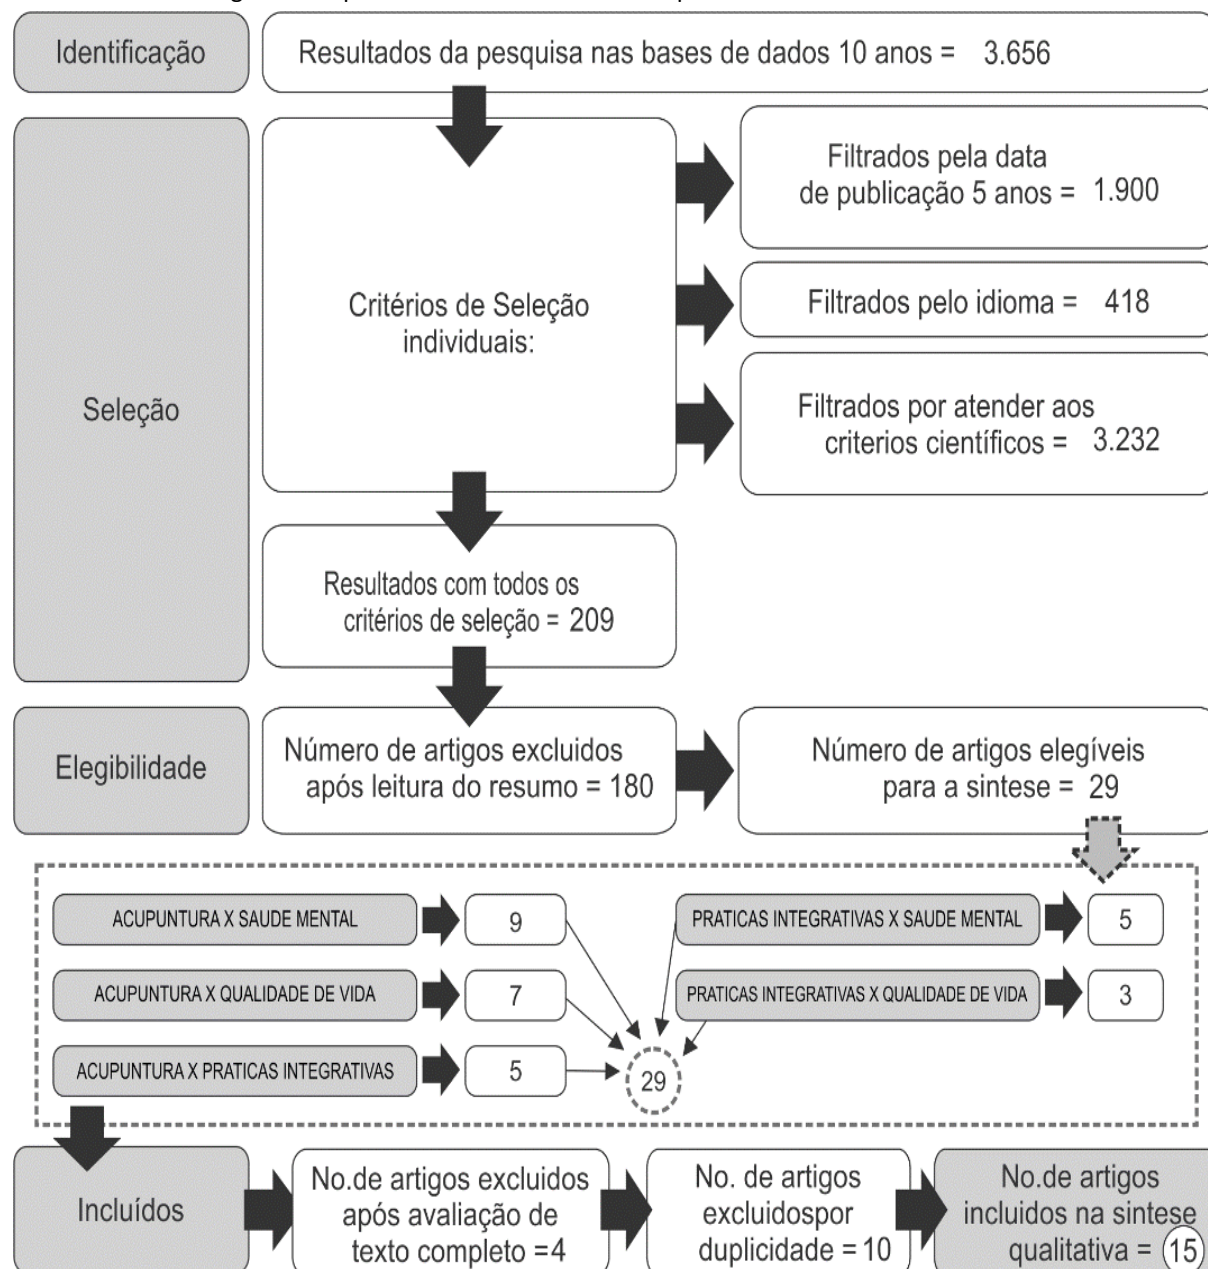 Identificação
Resultados da pesquisa nas bases de dados 10 anos = 3.656
Seleção
Critérios de Seleção
individuais:
Filtrados pela data
de publicação 5 anos = 1.900
Filtrados pelo idioma = 418
Filtrados por atender aos
criterios científicos = 3.232
Resultados com todos os
critérios de seleção = 209
Elegibilidade
Número de artigos excluidos
após leitura do resumo = 180
Número de artigos elegíveis
para a sintese = 29
ACUPUNTURA X SAUDE MENTAL
9
ACUPUNTURA X QUALIDADE DE VIDA
7
ACUPUNTURA X PRATICAS INTEGRATIVAS
5
PRATICAS INTEGRATIVAS X SAUDE MENTAL
5
PRATICAS INTEGRATIVAS X QUALIDADE DE VIDA
3
29
Incluídos
No.de artigos excluidos
após avaliação de
texto completo =4
No. de artigos
excluidospor
duplicidade = 10
No.de artigos
incluidos na sintese
qualitativa = 15